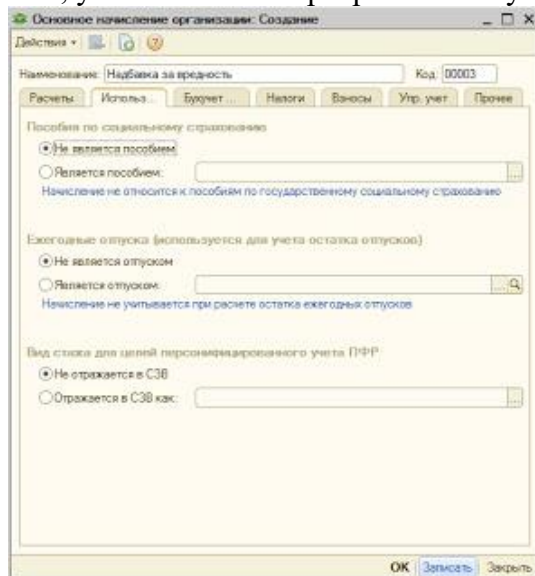 Основное начисление организации: Создание
Действия
Наименование: Надбавка за вредность Код: 00003
Расчеты Использ... Бухучет ... Налоги Взносы Упр. учет Прочее
Пособия по социальному страхованию
Не является пособием
Является пособием:
Начисление не относится к пособиям по государственному социальному страхованию
Ежегодные отпуска (используется для учета остатка отпусков)
Не является отпуском
Является отпуском:
Начисление не учитывается при расчете остатка ежегодных отпусков
Вид стажа для целей персонифицированного учета ПФР
Не отражается в СЗВ
Отражается в СЗВ как:
OK Записать Закрыть